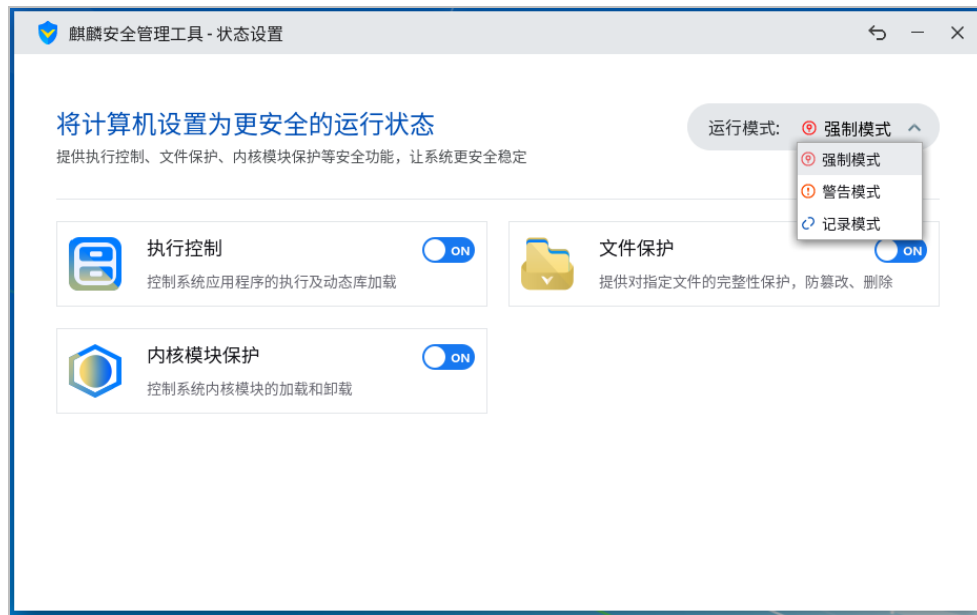 麒麟安全管理工具 - 状态设置
将计算机设置为更安全的运行状态
提供执行控制、文件保护、内核模块保护等安全功能，让系统更安全稳定
运行模式: 强制模式
强制模式
警告模式
记录模式
执行控制 ON
控制系统应用程序的执行及动态库加载
文件保护 ON
提供对指定文件的完整性保护，防篡改、删除
内核模块保护 ON
控制系统内核模块的加载和卸载